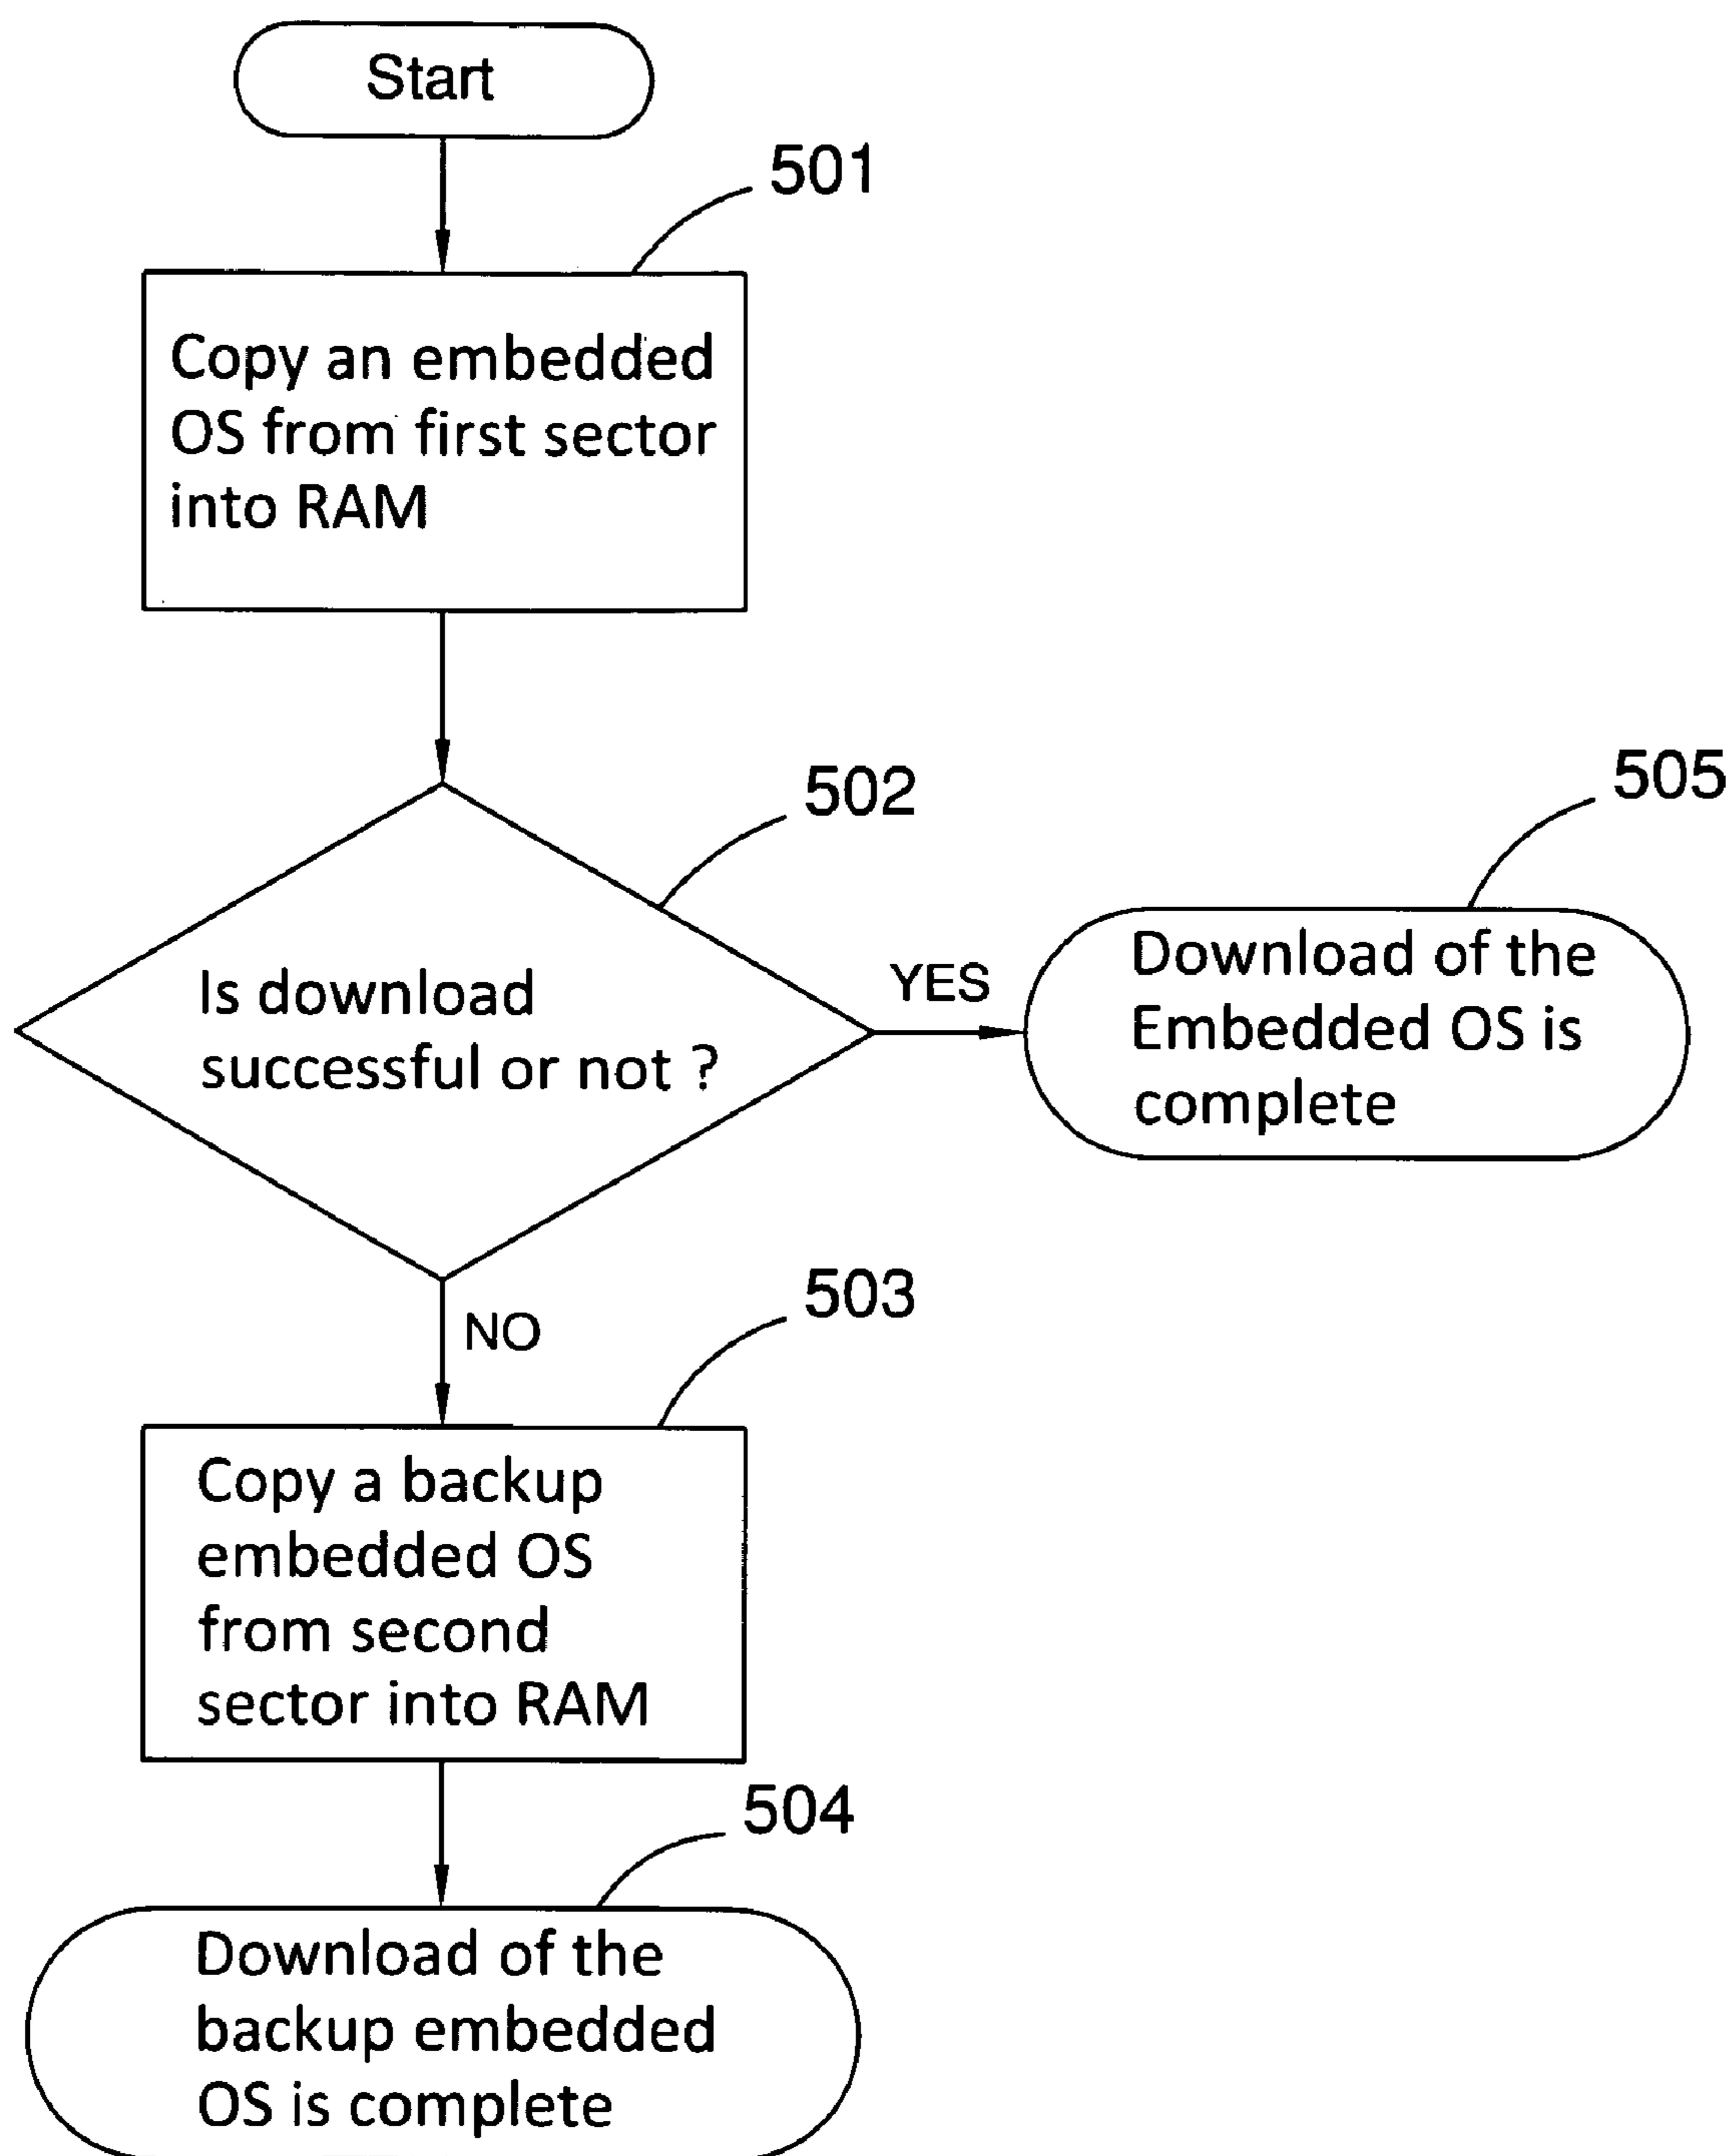 Start
501
Copy an embedded
OS from first sector
into RAM
502
Is download
successful or not ?
YES
505
Download of the
Embedded OS is
complete
NO
503
Copy a backup
embedded OS
from second
sector into RAM
504
Download of the
backup embedded
OS is complete